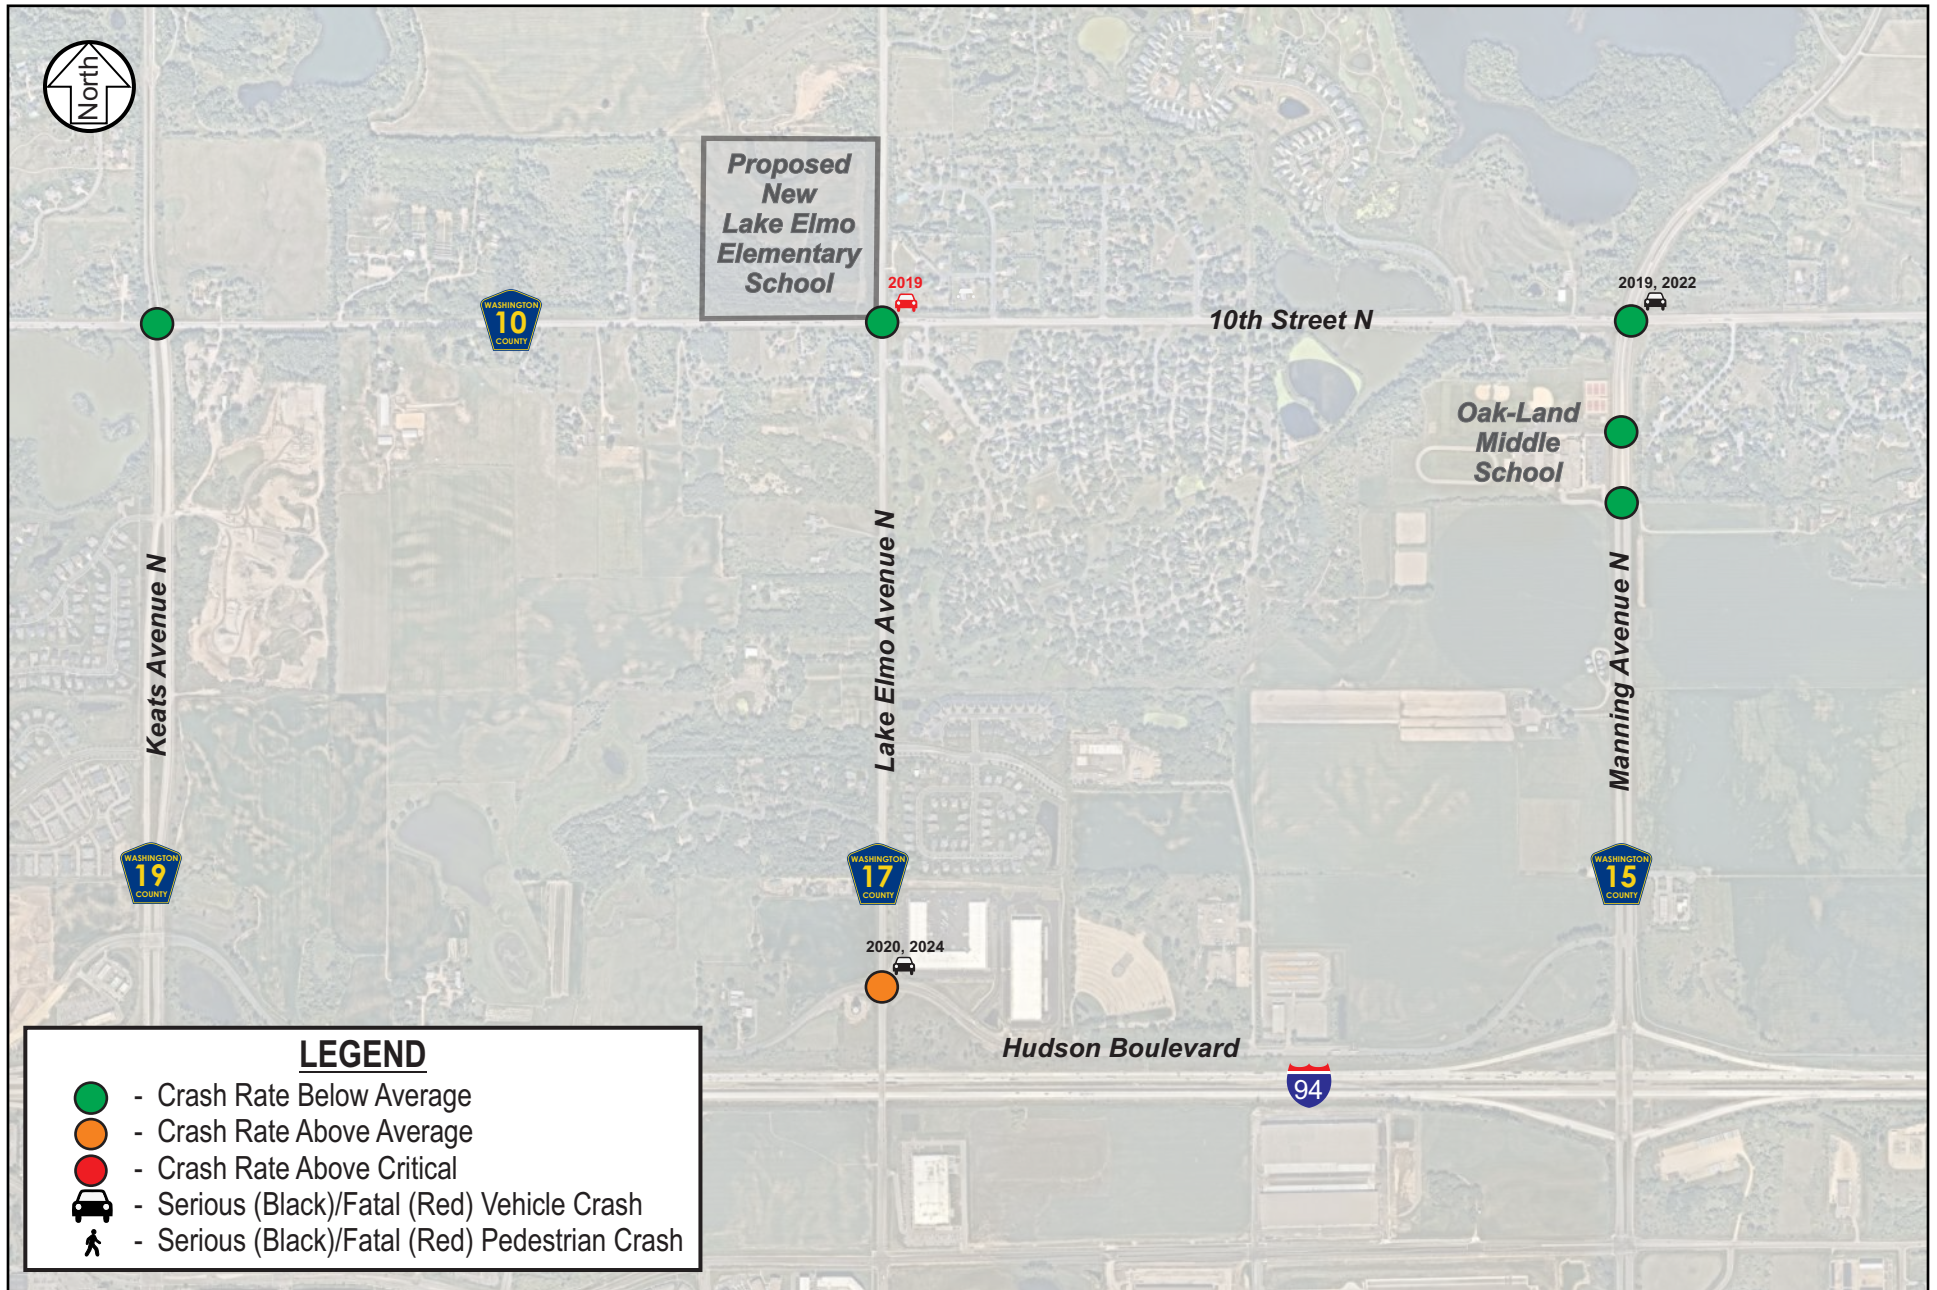 North
Proposed
New
Lake Elmo
Elementary
School
2019
2019, 2022
WASHINGTON
10
COUNTY
10th Street N
Oak-Land
Middle
School
Keats Avenue N
Lake Elmo Avenue N
Manning Avenue N
WASHINGTON
19
COUNTY
WASHINGTON
17
COUNTY
WASHINGTON
15
COUNTY
2020, 2024
Hudson Boulevard
94
LEGEND
- Crash Rate Below Average
- Crash Rate Above Average
- Crash Rate Above Critical
- Serious (Black)/Fatal (Red) Vehicle Crash
- Serious (Black)/Fatal (Red) Pedestrian Crash